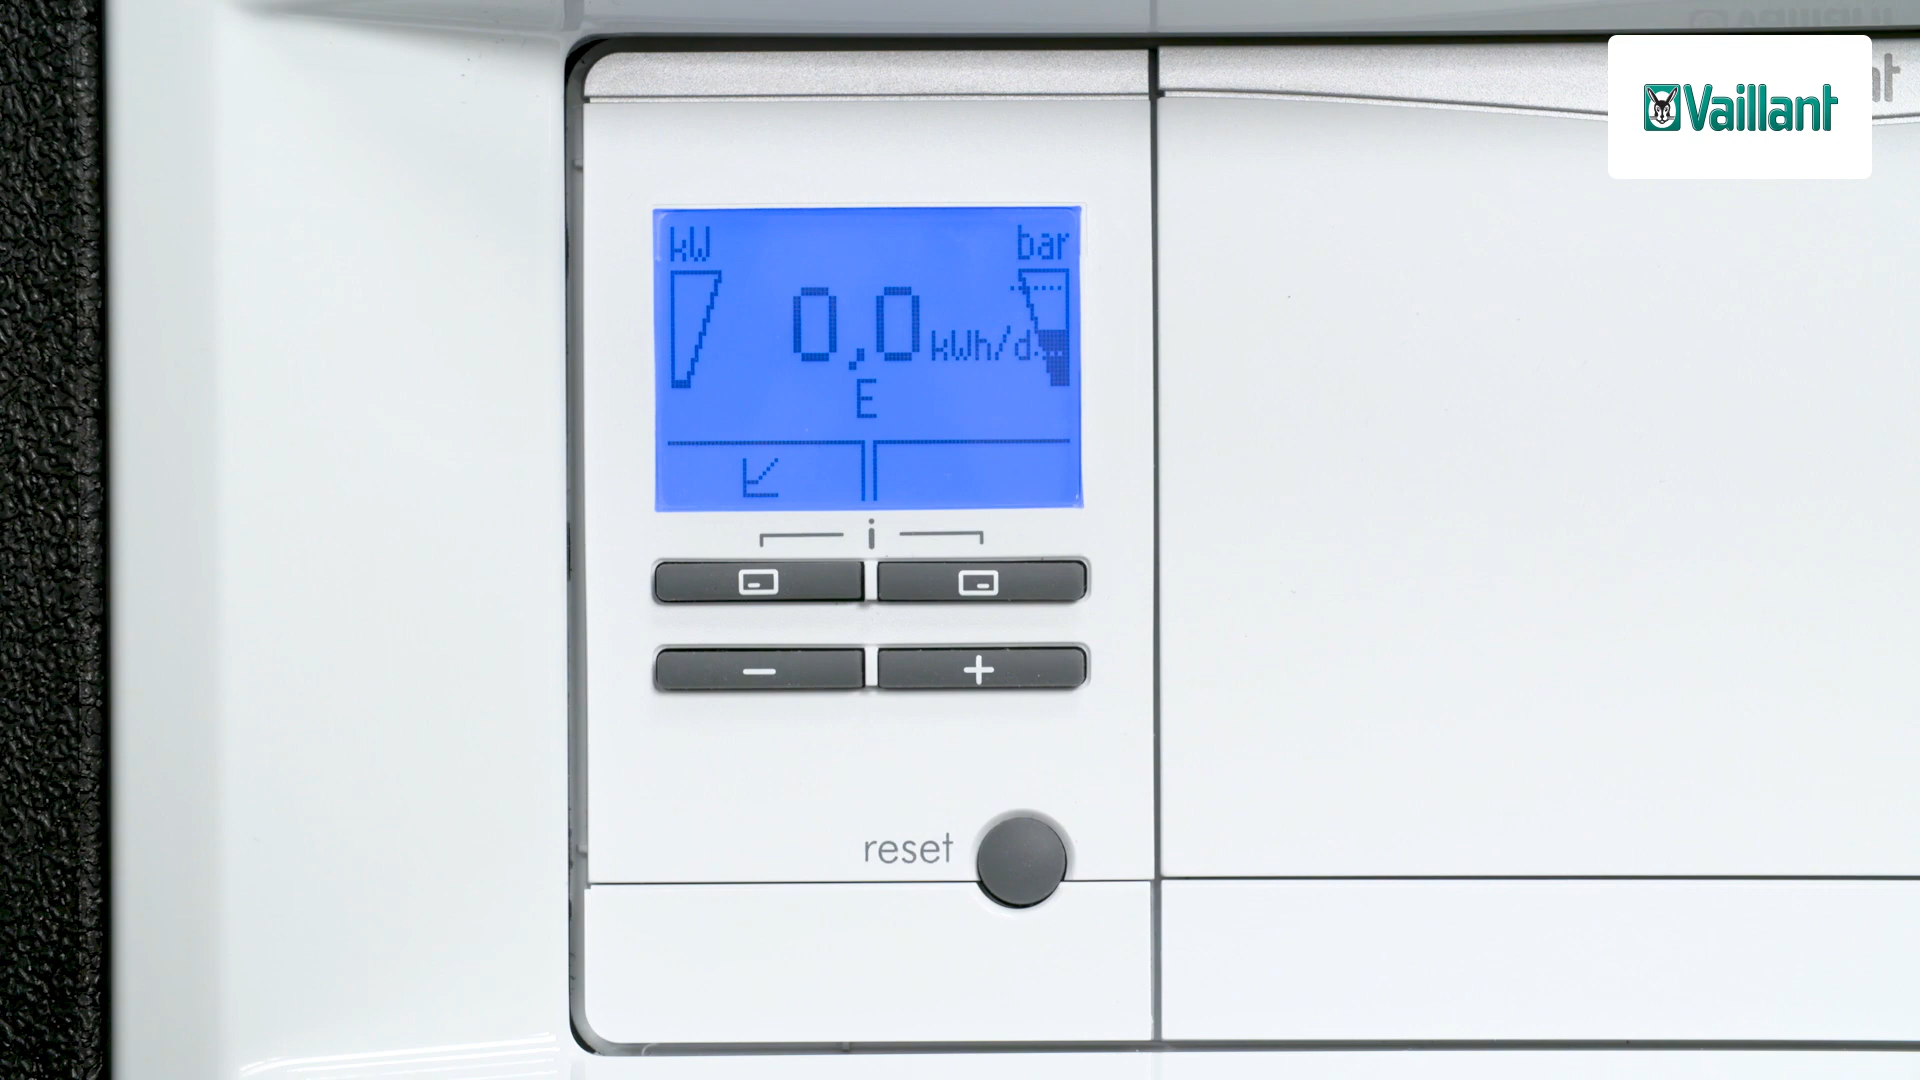 Vaillant
kW
bar
0,0 kWh/d
E
i
−
+
reset